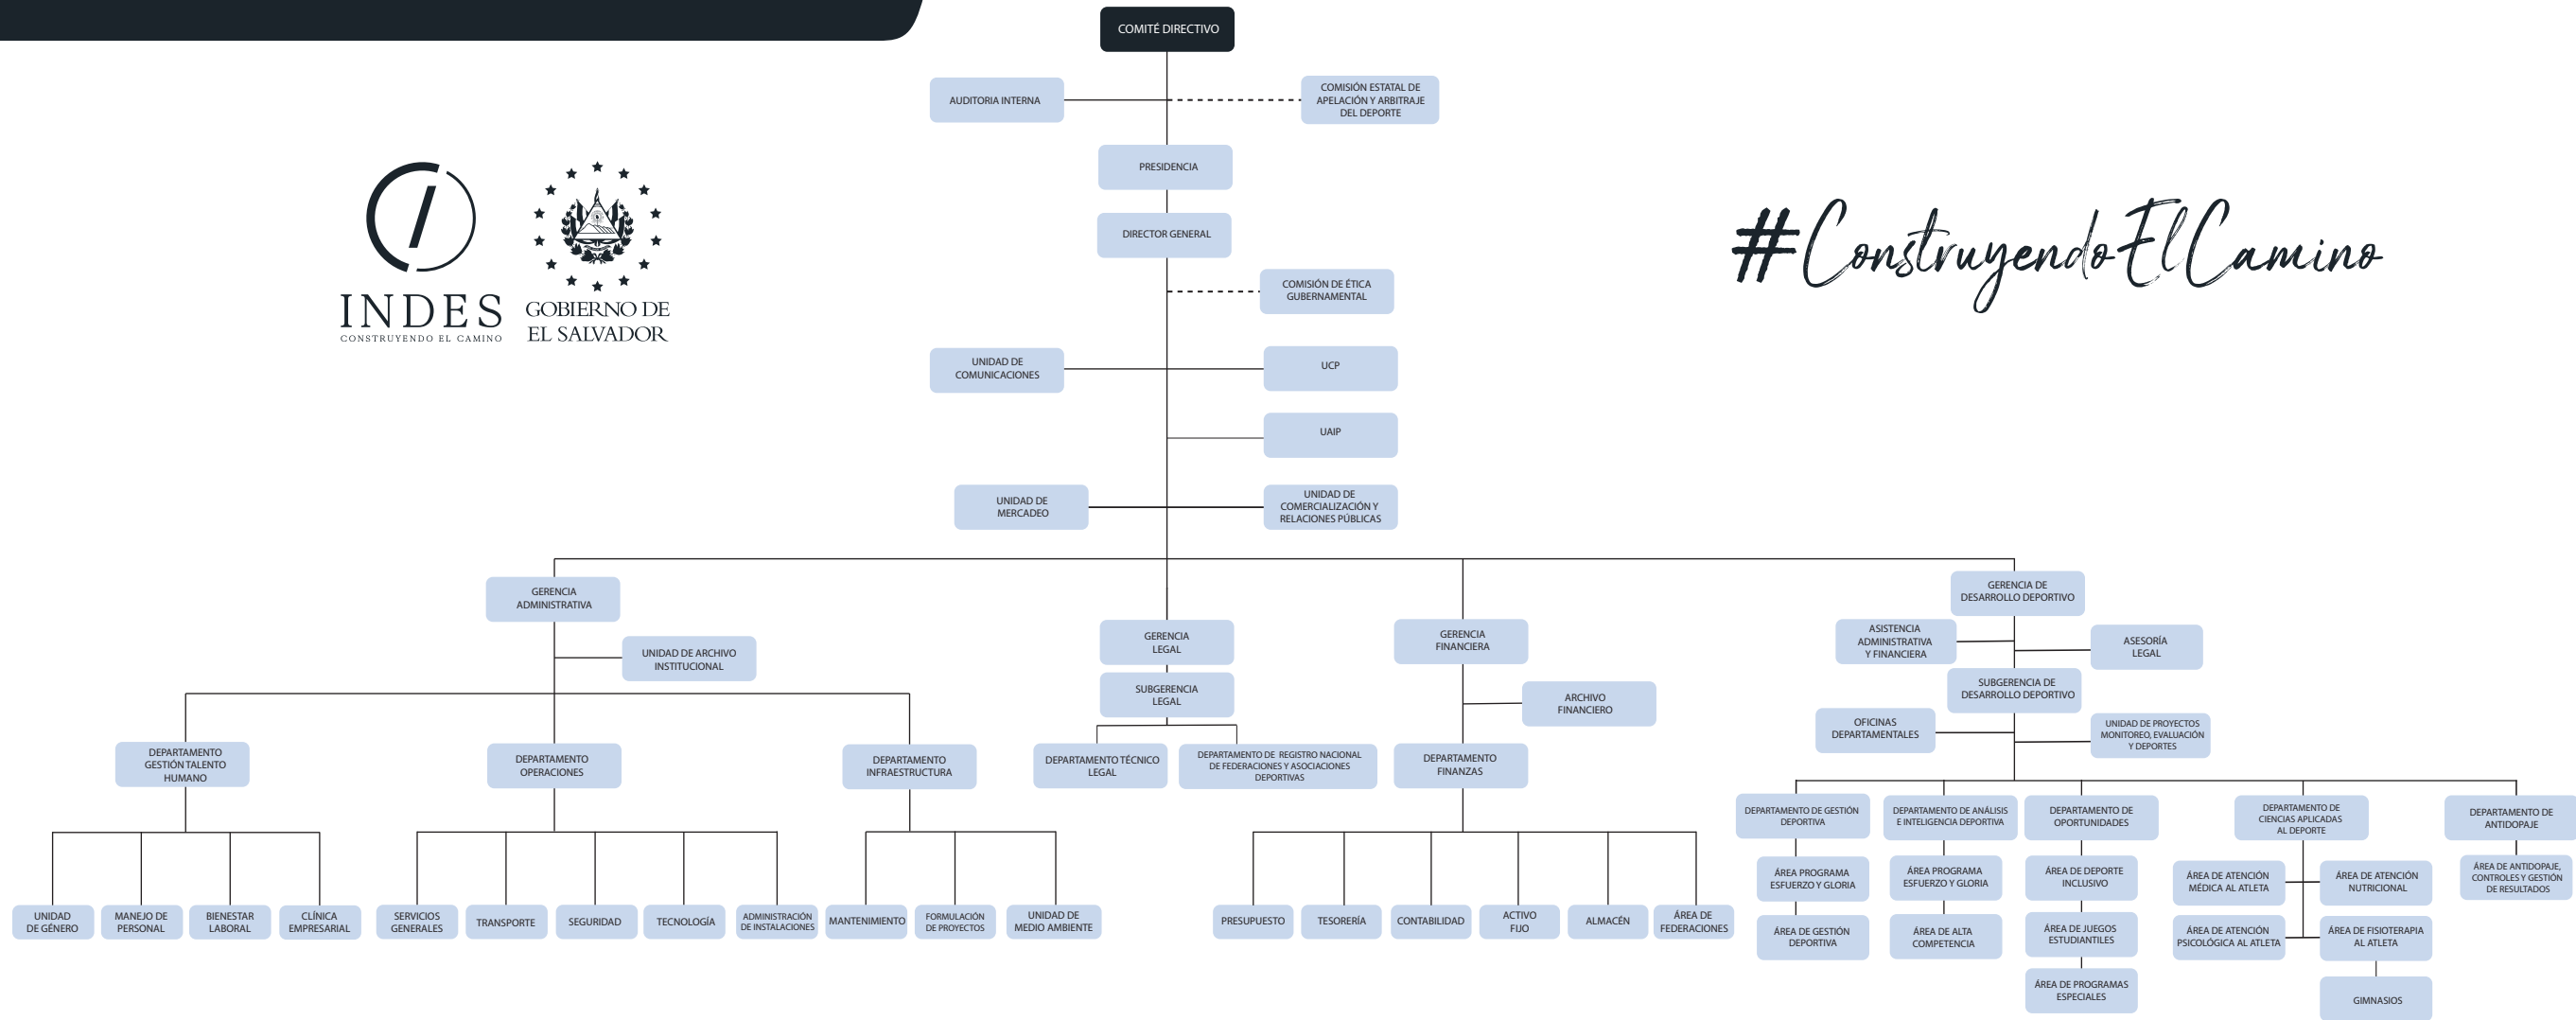 COMITÉ DIRECTIVO
AUDITORIA INTERNA
COMISIÓN ESTATAL DE
APELACIÓN Y ARBITRAJE
DEL DEPORTE
PRESIDENCIA
DIRECTOR GENERAL
INDES
CONSTRUYENDO EL CAMINO
GOBIERNO DE
EL SALVADOR
#ConstruyendoElCamino
COMISIÓN DE ÉTICA
GUBERNAMENTAL
UNIDAD DE
COMUNICACIONES
UCP
UAIP
UNIDAD DE
MERCADEO
UNIDAD DE
COMERCIALIZACIÓN Y
RELACIONES PÚBLICAS
GERENCIA
ADMINISTRATIVA
UNIDAD DE ARCHIVO
INSTITUCIONAL
GERENCIA
LEGAL
SUBGERENCIA
LEGAL
GERENCIA
FINANCIERA
ARCHIVO
FINANCIERO
GERENCIA DE
DESARROLLO DEPORTIVO
ASISTENCIA
ADMINISTRATIVA
Y FINANCIERA
ASESORÍA
LEGAL
SUBGERENCIA DE
DESARROLLO DEPORTIVO
OFICINAS
DEPARTAMENTALES
UNIDAD DE PROYECTOS
MONITOREO, EVALUACIÓN
Y DEPORTES
DEPARTAMENTO
GESTIÓN TALENTO
HUMANO
DEPARTAMENTO
OPERACIONES
DEPARTAMENTO
INFRAESTRUCTURA
DEPARTAMENTO TÉCNICO
LEGAL
DEPARTAMENTO DE REGISTRO NACIONAL
DE FEDERACIONES Y ASOCIACIONES
DEPORTIVAS
DEPARTAMENTO
FINANZAS
DEPARTAMENTO DE GESTIÓN
DEPORTIVA
DEPARTAMENTO DE ANÁLISIS
E INTELIGENCIA DEPORTIVA
DEPARTAMENTO DE
OPORTUNIDADES
DEPARTAMENTO DE
CIENCIAS APLICADAS
AL DEPORTE
DEPARTAMENTO DE
ANTIDOPAJE
UNIDAD
DE GÉNERO
MANEJO DE
PERSONAL
BIENESTAR
LABORAL
CLÍNICA
EMPRESARIAL
SERVICIOS
GENERALES
TRANSPORTE
SEGURIDAD
TECNOLOGÍA
ADMINISTRACIÓN
DE INSTALACIONES
MANTENIMIENTO
FORMULACIÓN
DE PROYECTOS
UNIDAD DE
MEDIO AMBIENTE
PRESUPUESTO
TESORERÍA
CONTABILIDAD
ACTIVO
FIJO
ALMACÉN
ÁREA DE
FEDERACIONES
ÁREA PROGRAMA
ESFUERZO Y GLORIA
ÁREA DE GESTIÓN
DEPORTIVA
ÁREA PROGRAMA
ESFUERZO Y GLORIA
ÁREA DE ALTA
COMPETENCIA
ÁREA DE DEPORTE
INCLUSIVO
ÁREA DE JUEGOS
ESTUDIANTILES
ÁREA DE PROGRAMAS
ESPECIALES
ÁREA DE ATENCIÓN
MÉDICA AL ATLETA
ÁREA DE ATENCIÓN
NUTRICIONAL
ÁREA DE ATENCIÓN
PSICOLÓGICA AL ATLETA
ÁREA DE FISIOTERAPIA
AL ATLETA
GIMNASIOS
ÁREA DE ANTIDOPAJE,
CONTROLES Y GESTIÓN
DE RESULTADOS